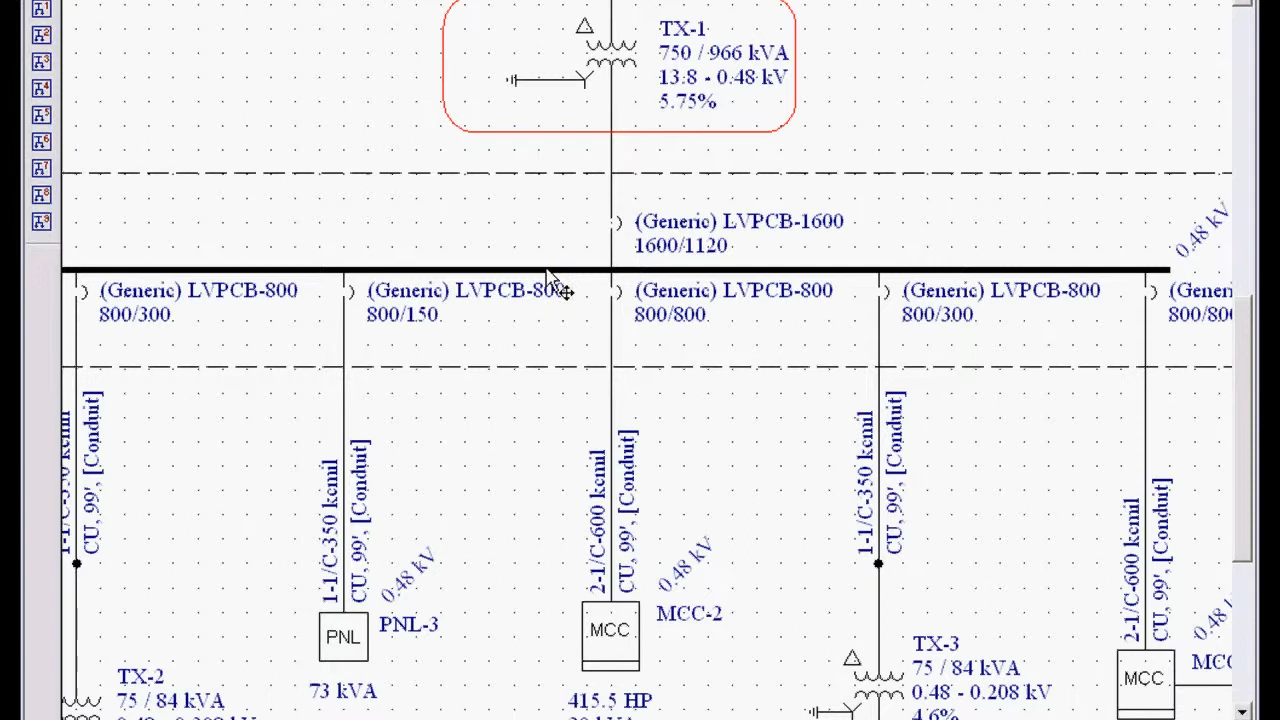 TX-1
750 / 966 kVA
13.8 - 0.48 kV
5.75%
(Generic) LVPCB-1600
1600/1120
0.48 kV
(Generic) LVPCB-800
800/300
(Generic) LVPCB-800
800/150
(Generic) LVPCB-800
800/800
(Generic) LVPCB-800
800/300
CU, 99', [Conduit]
1-1/C-350 kcmil
CU, 99', [Conduit]
0.48 kV
2-1/C-600 kcmil
CU, 99', [Conduit]
0.48 kV
1-1/C-350 kcmil
CU, 99', [Conduit]
2-1/C-600 kcmil
CU, 99', [Conduit]
PNL
PNL-3
73 kVA
MCC
MCC-2
415.5 HP
TX-2
75 / 84 kVA
TX-3
75 / 84 kVA
0.48 - 0.208 kV
4.6%
MCC